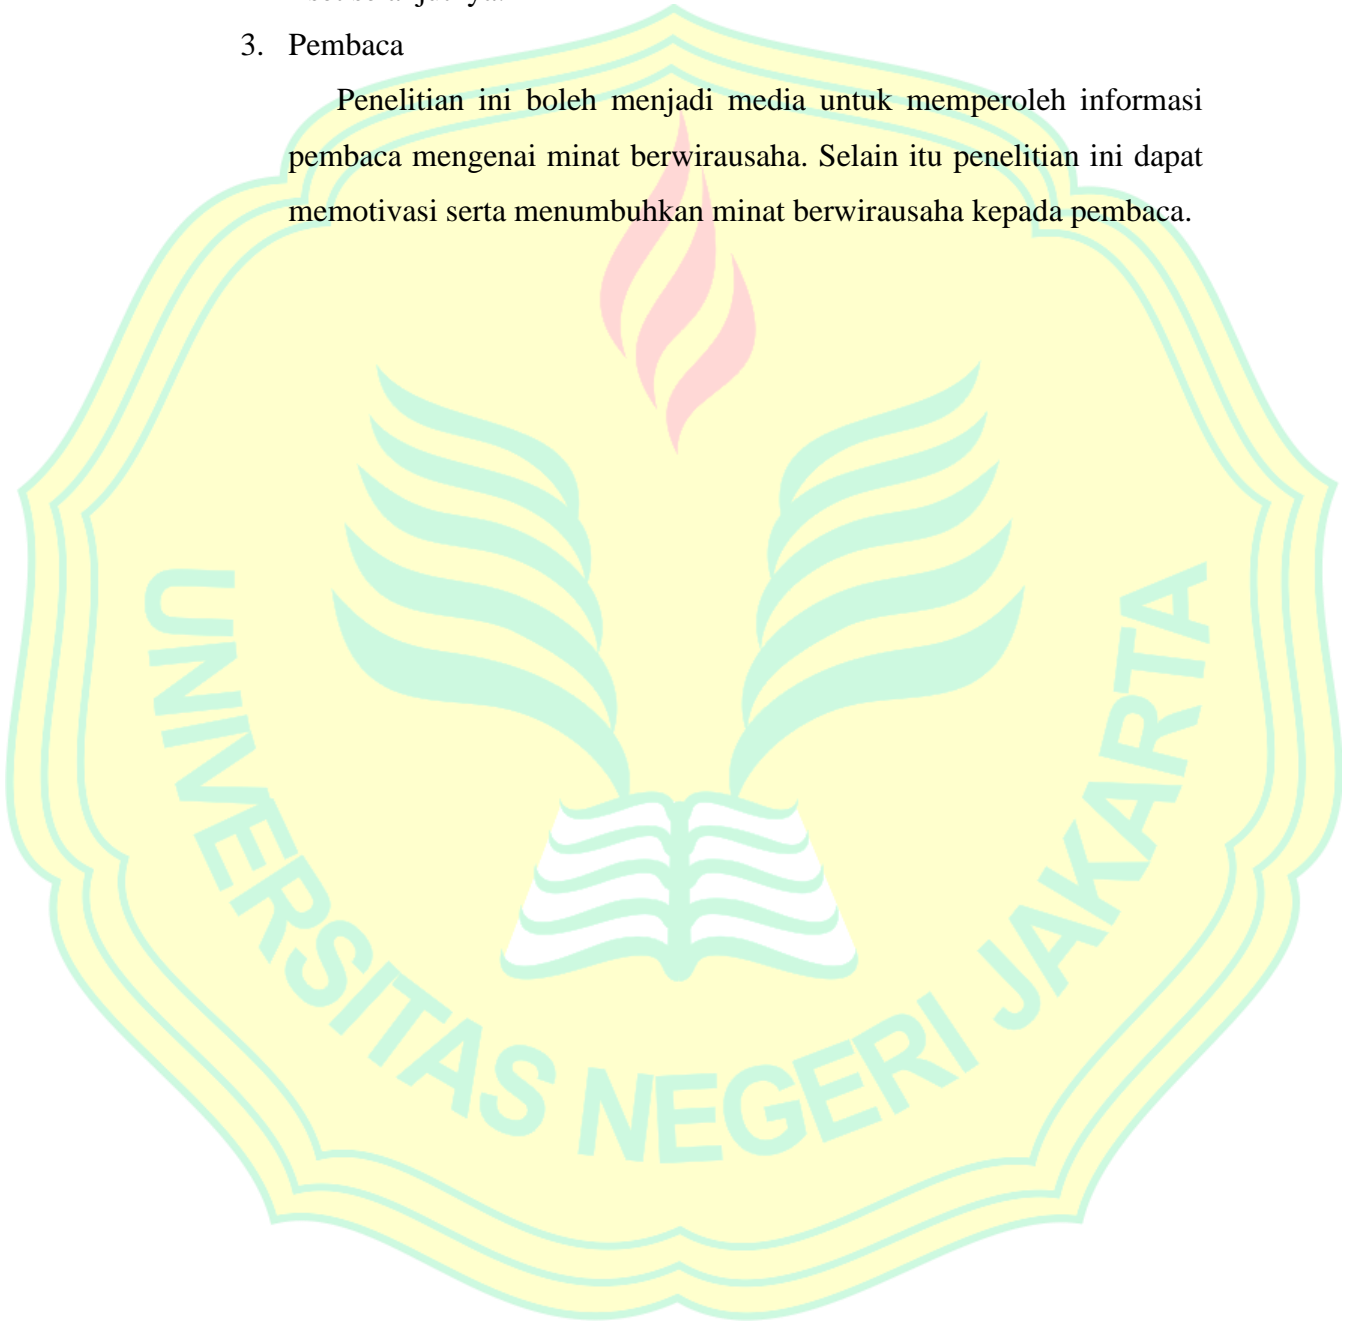 3. Pembaca
Penelitian ini boleh menjadi media untuk memperoleh informasi
pembaca mengenai minat berwirausaha. Selain itu penelitian ini dapat
memotivasi serta menumbuhkan minat berwirausaha kepada pembaca.
UNIVERSITAS NEGERI JAKARTA